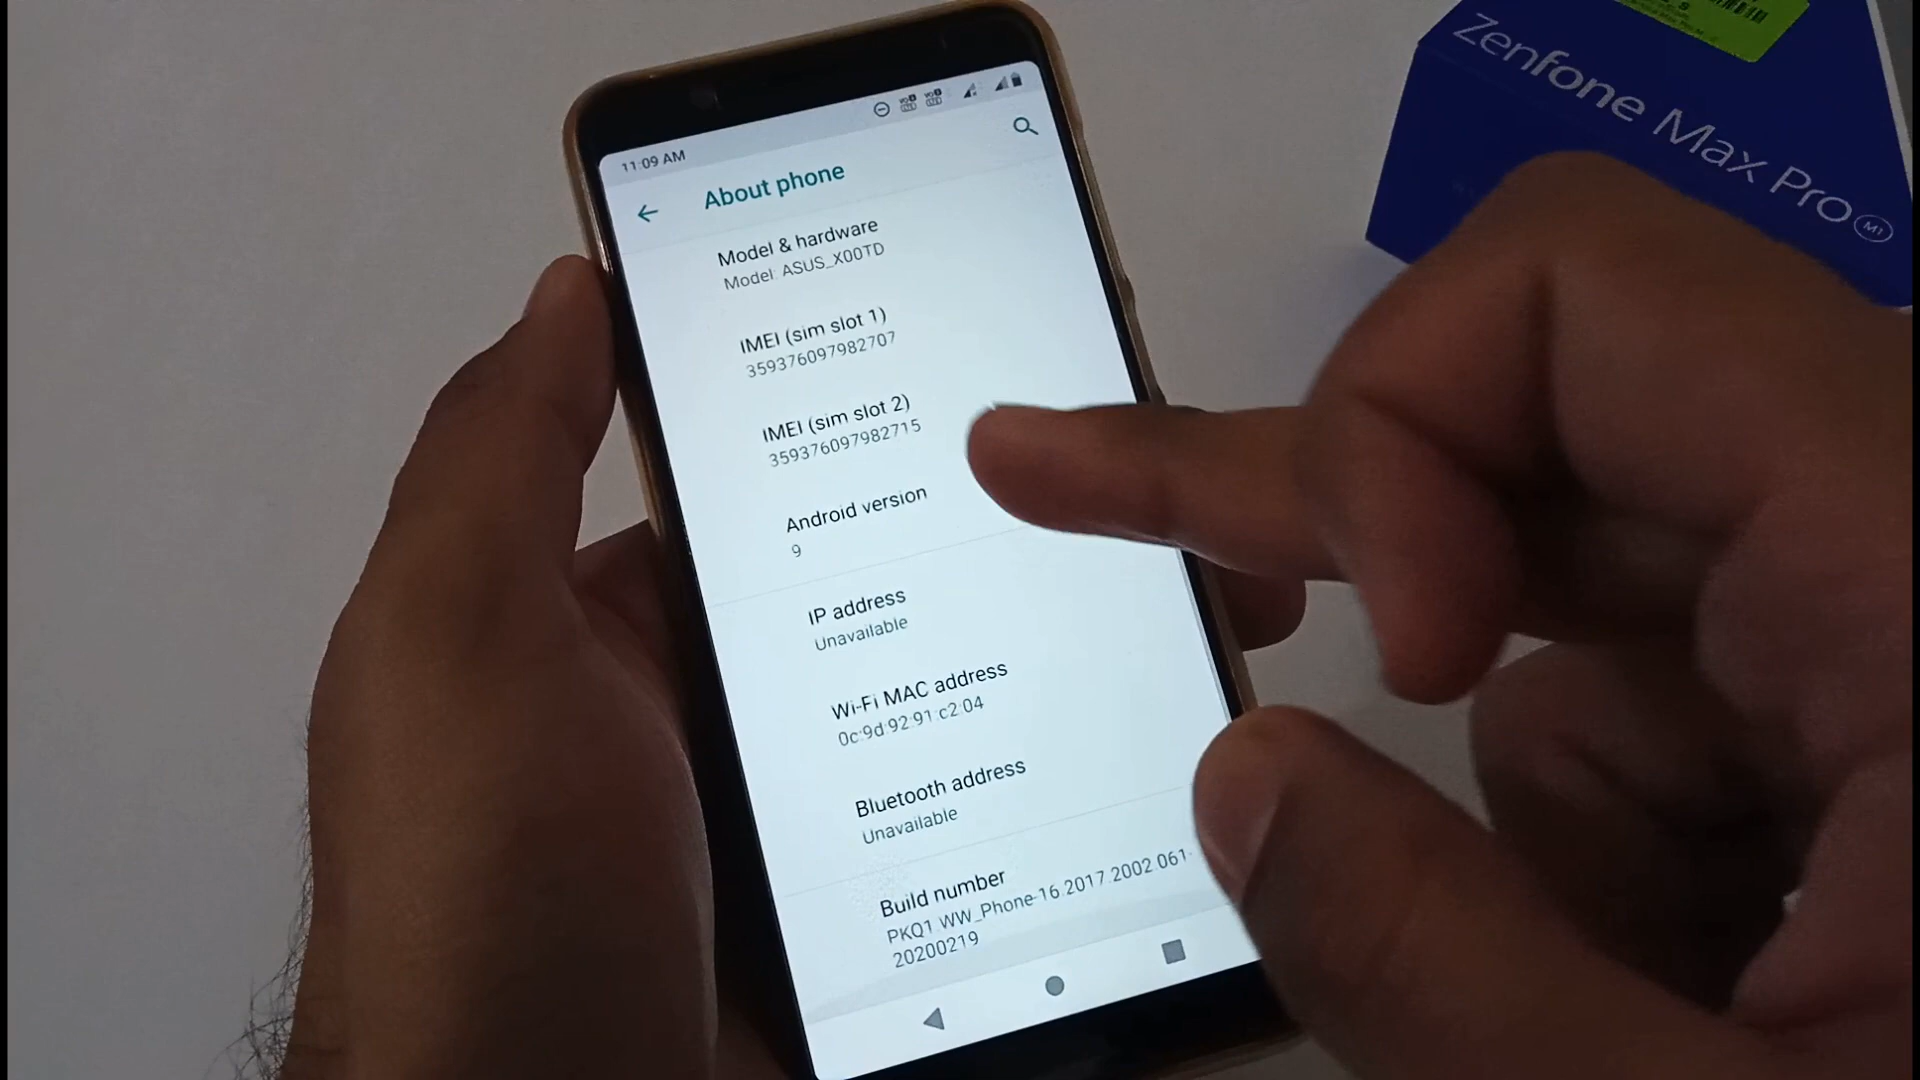 Zenfone Max Pro M1
11:09 AM
About phone
Model & hardware
Model: ASUS_X00TD
IMEI (sim slot 1)
359376097982707
IMEI (sim slot 2)
359376097982715
Android version
9
IP address
Unavailable
Wi-Fi MAC address
0c:9d:92:91:c2:04
Bluetooth address
Unavailable
Build number
PKQ1.WW_Phone-16.2017.2002.061-
20200219